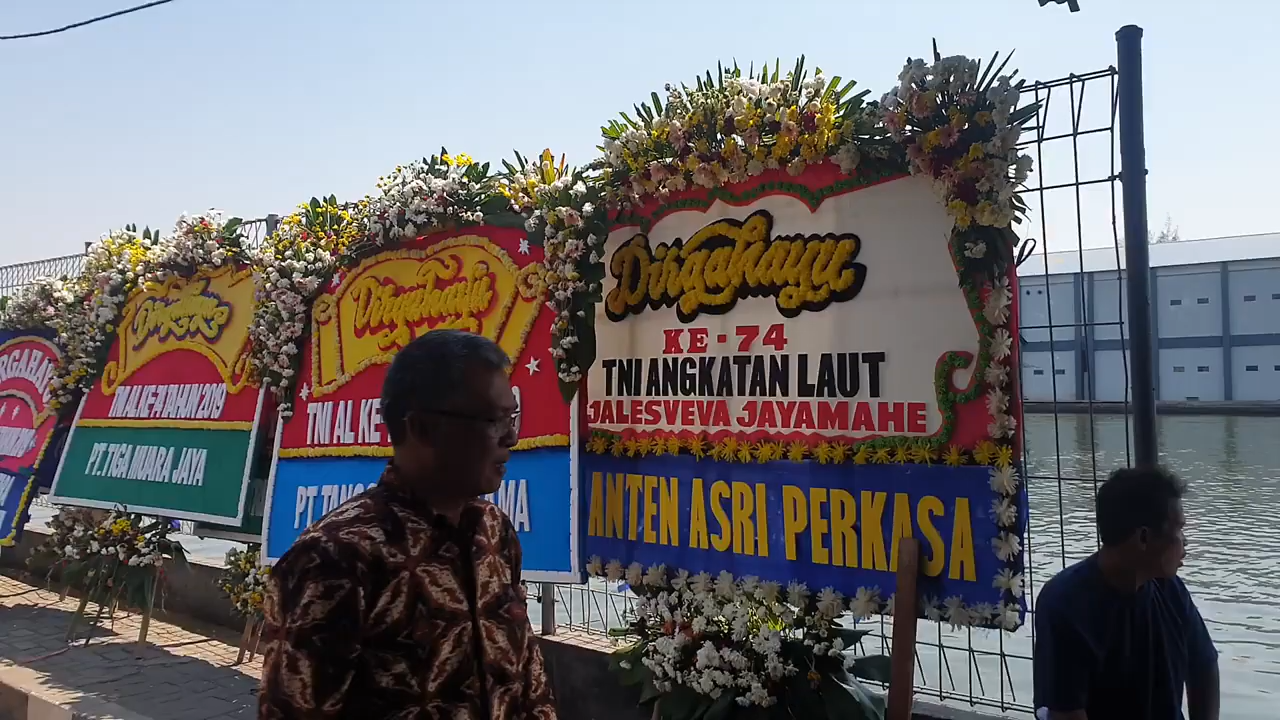 Dirgahayu
TNI AL KE-74 TAHUN 2019
PT. TIGA MUARA JAYA
Dirgahayu
TNI AL KE
PT
Dirgahayu
KE-74
TNI ANGKATAN LAUT
JALESVEVA JAYAMAHE
ANTEN ASRI PERKASA